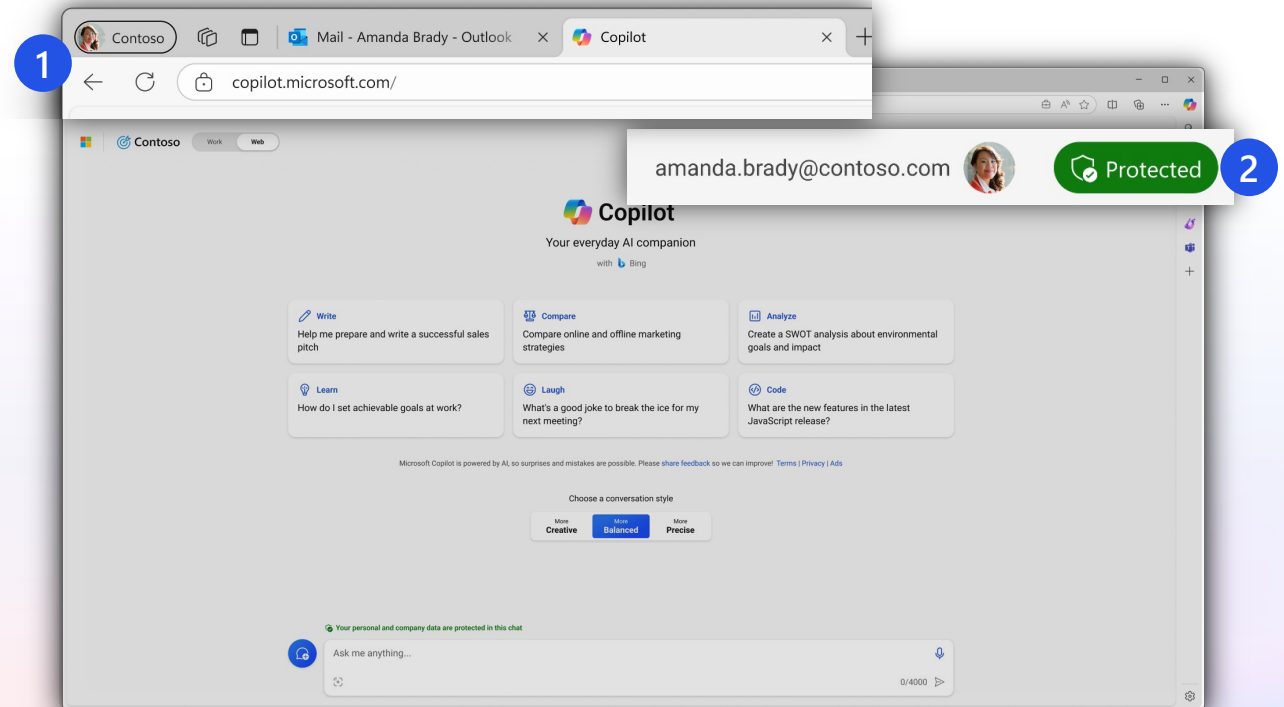 Contoso
Mail - Amanda Brady - Outlook
Copilot
1
copilot.microsoft.com/
Contoso
Work
Web
amanda.brady@contoso.com
Protected
2
Copilot
Your everyday AI companion
with Bing
Write
Help me prepare and write a successful sales
pitch
Compare
Compare online and offline marketing
strategies
Analyze
Create a SWOT analysis about environmental
goals and impact
Learn
How do I set achievable goals at work?
Laugh
What's a good joke to break the ice for my
next meeting?
Code
What are the new features in the latest
JavaScript release?
Microsoft Copilot is powered by AI, so surprises and mistakes are possible. Please share feedback so we can improve! Terms | Privacy | Ads
Choose a conversation style
More
Creative
More
Balanced
More
Precise
Your personal and company data are protected in this chat
Ask me anything...
0/4000